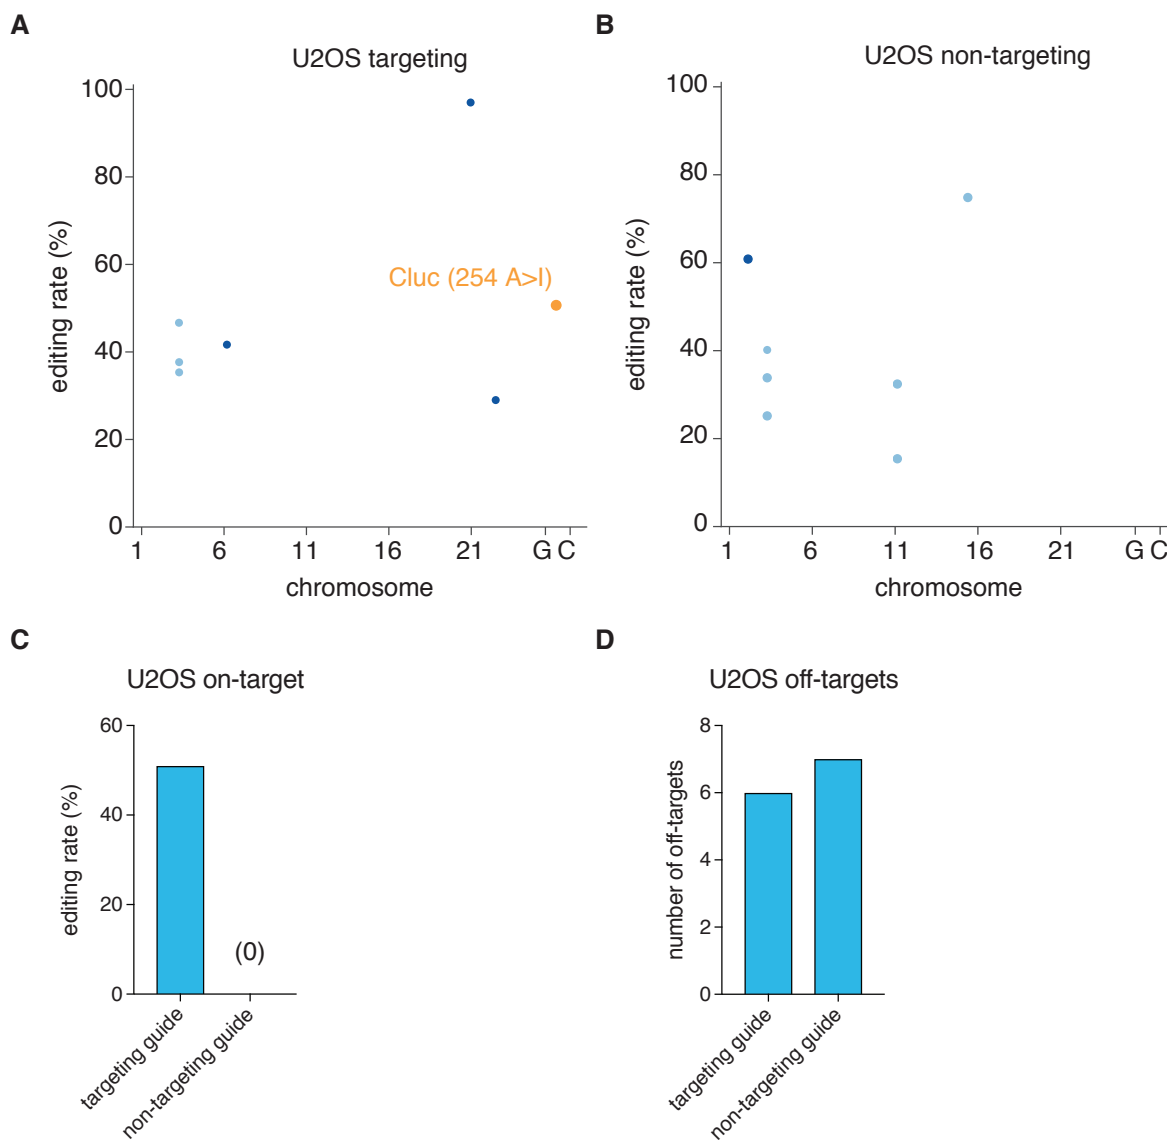 A
U2OS targeting
100
80
60
40
20
0
editing rate (%)
Cluc (254 A>I)
1 6 11 16 21 G C
chromosome
B
U2OS non-targeting
100
80
60
40
20
0
editing rate (%)
1 6 11 16 21 G C
chromosome
C
U2OS on-target
60
40
20
0
editing rate (%)
(0)
targeting guide
non-targeting guide
D
U2OS off-targets
8
6
4
2
0
number of off-targets
targeting guide
non-targeting guide